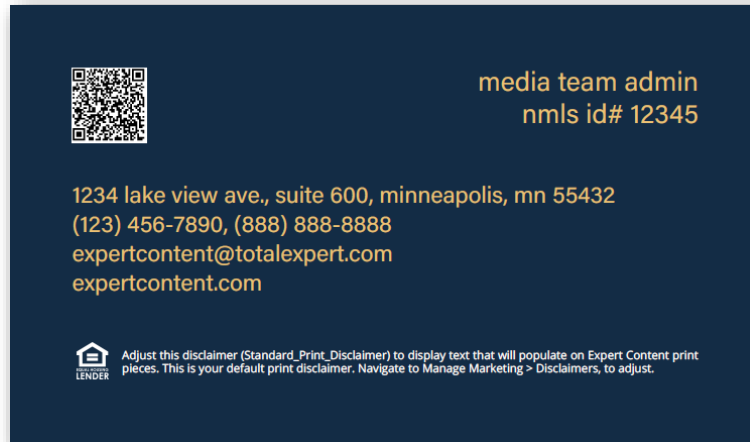 media team admin
nmls id# 12345
1234 lake view ave., suite 600, minneapolis, mn 55432
(123) 456-7890, (888) 888-8888
expertcontent@totalexpert.com
expertcontent.com
EQUAL HOUSING
LENDER
Adjust this disclaimer (Standard_Print_Disclaimer) to display text that will populate on Expert Content print
pieces. This is your default print disclaimer. Navigate to Manage Marketing > Disclaimers, to adjust.